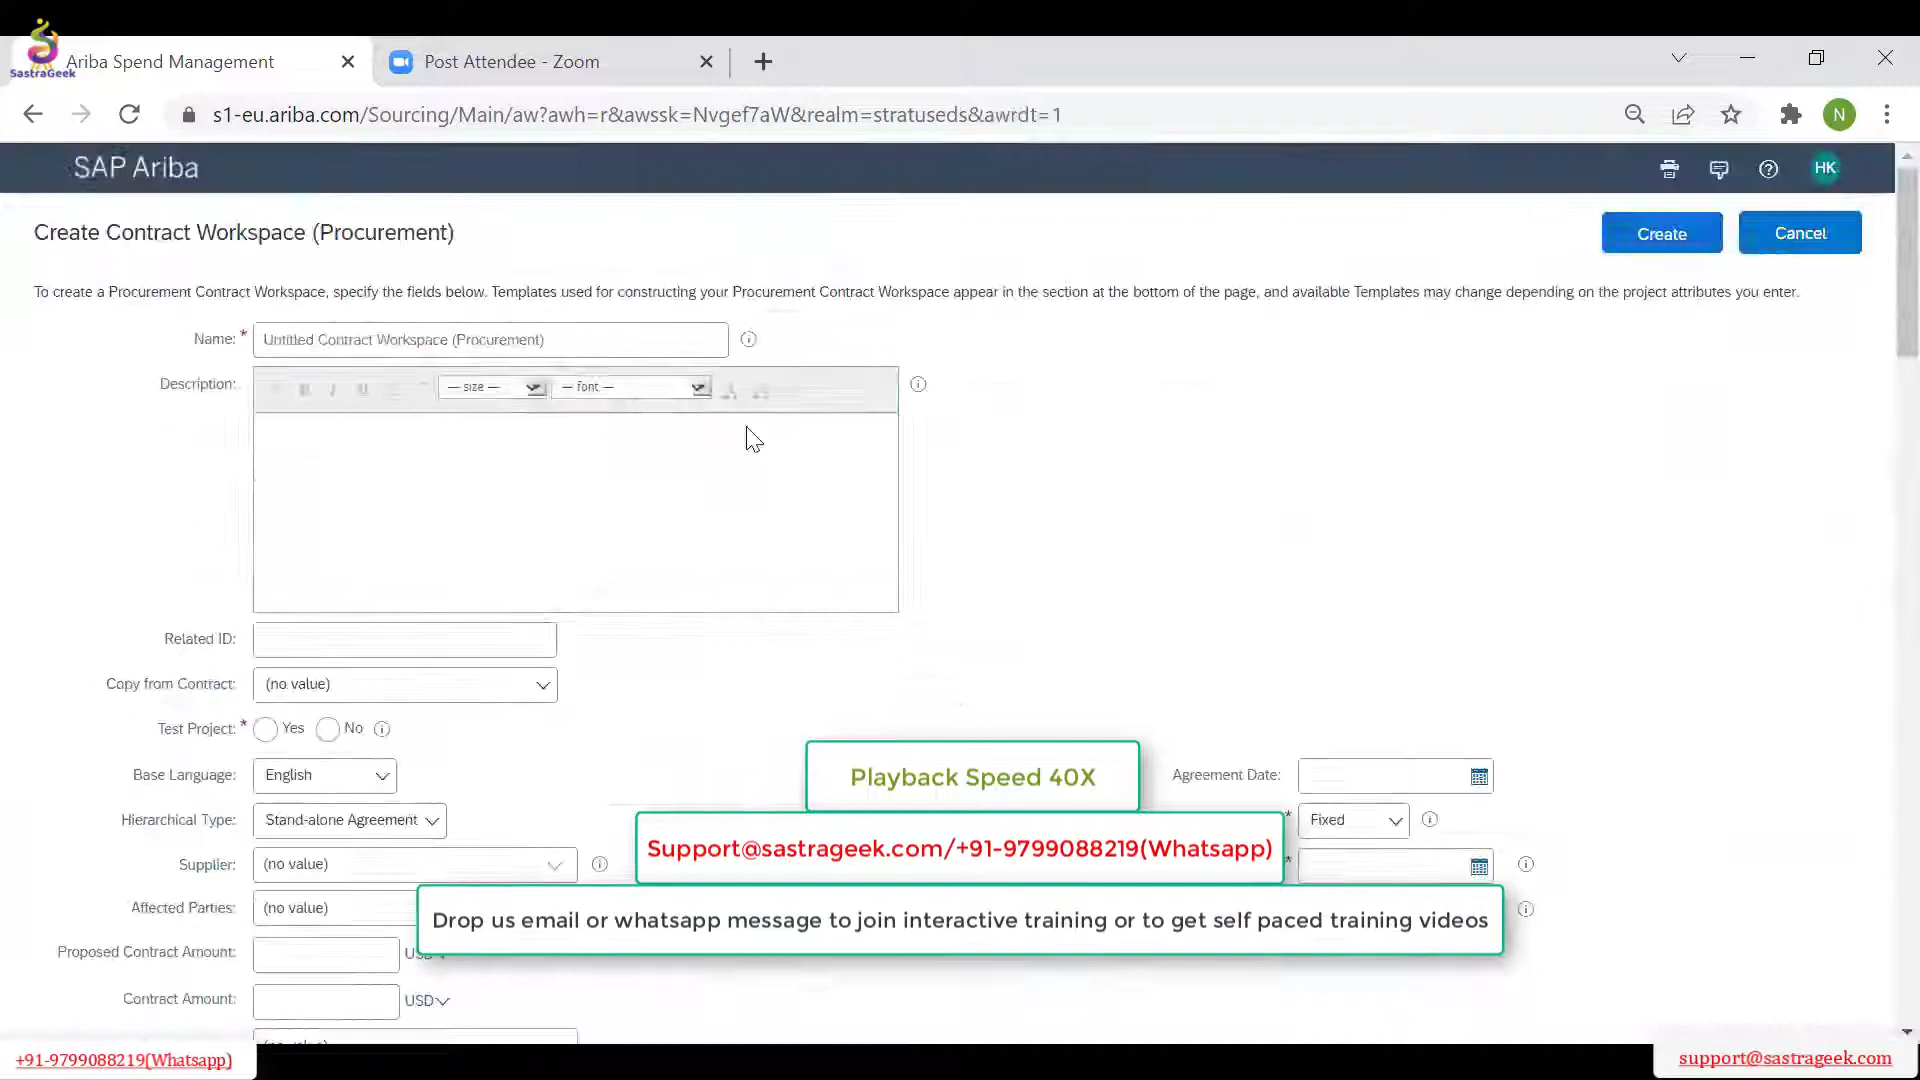 SastraGeek
Ariba Spend Management
Post Attendee - Zoom
s1-eu.ariba.com/Sourcing/Main/aw?awh=r&awssk=Nvgef7aW&realm=stratuseds&awrdt=1
N
SAP Ariba
HK
Create Contract Workspace (Procurement)
Create
Cancel
To create a Procurement Contract Workspace, specify the fields below. Templates used for constructing your Procurement Contract Workspace appear in the section at the bottom of the page, and available Templates may change depending on the project attributes you enter.
Name: * Untitled Contract Workspace (Procurement)
Description:
— size — — font —
Related ID:
Copy from Contract: (no value)
Test Project: * Yes No
Base Language: English
Agreement Date:
Hierarchical Type: Stand-alone Agreement
* Fixed
Supplier: (no value)
*
Affected Parties: (no value)
Proposed Contract Amount:
Contract Amount: USD
Playback Speed 40X
Support@sastrageek.com/+91-9799088219(Whatsapp)
Drop us email or whatsapp message to join interactive training or to get self paced training videos
+91-9799088219(Whatsapp)
support@sastrageek.com